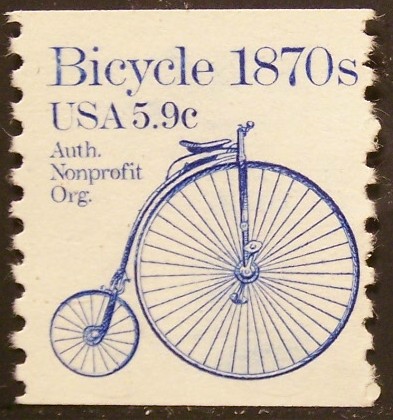 Bicycle 1870s
USA 5.9c
Auth.
Nonprofit
Org.